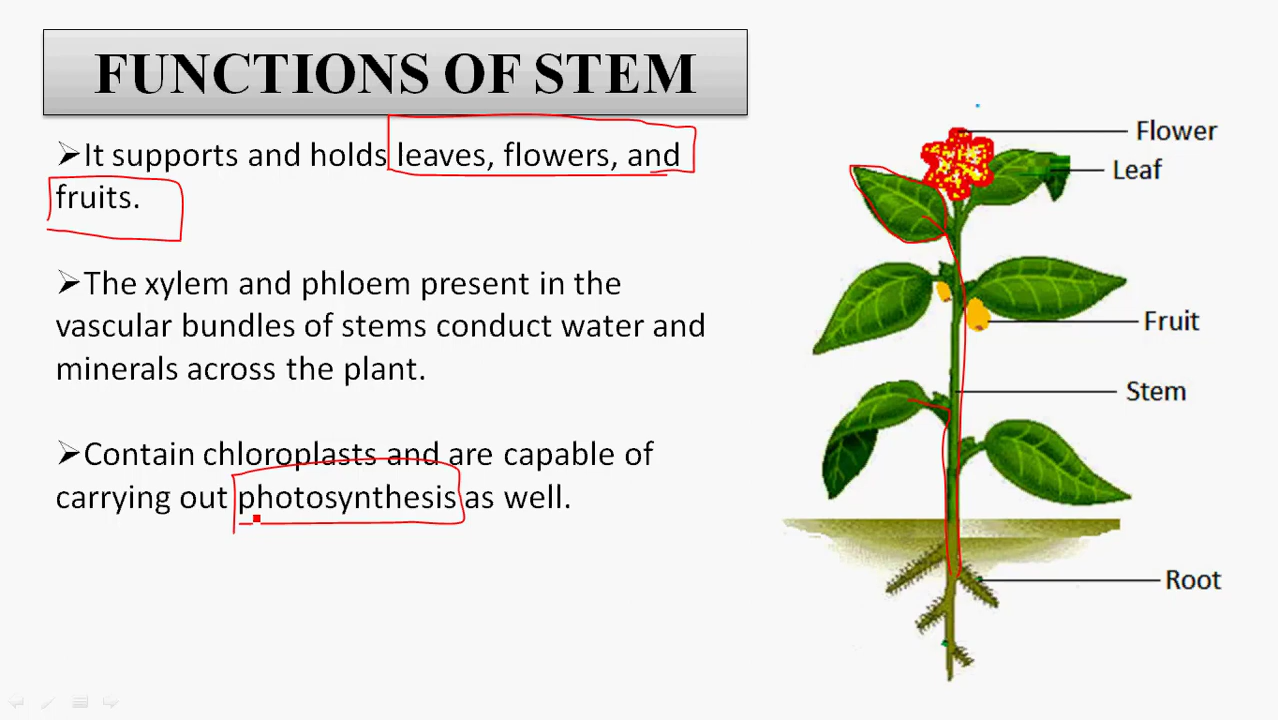 FUNCTIONS OF STEM
➢It supports and holds leaves, flowers, and
fruits.
➢The xylem and phloem present in the
vascular bundles of stems conduct water and
minerals across the plant.
➢Contain chloroplasts and are capable of
carrying out photosynthesis as well.
Flower
Leaf
Fruit
Stem
Root